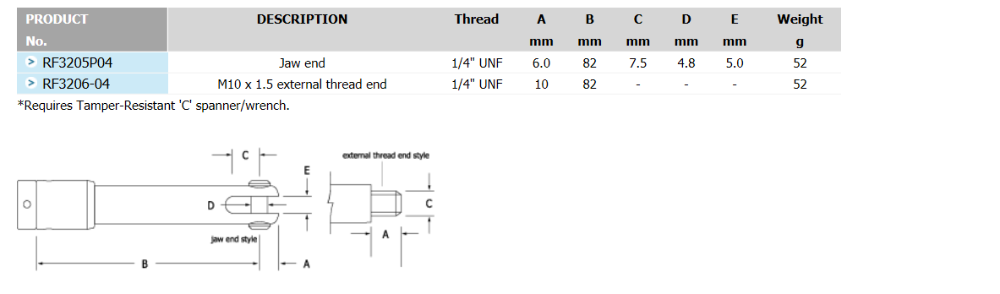 PRODUCT DESCRIPTION Thread A B C D E Weight
No. mm mm mm mm mm g
> RF3205P04 Jaw end 1/4" UNF 6.0 82 7.5 4.8 5.0 52
> RF3206-04 M10 x 1.5 external thread end 1/4" UNF 10 82 - - - 52
*Requires Tamper-Resistant 'C' spanner/wrench.
C external thread end style
E
D C
jaw end style A
B A